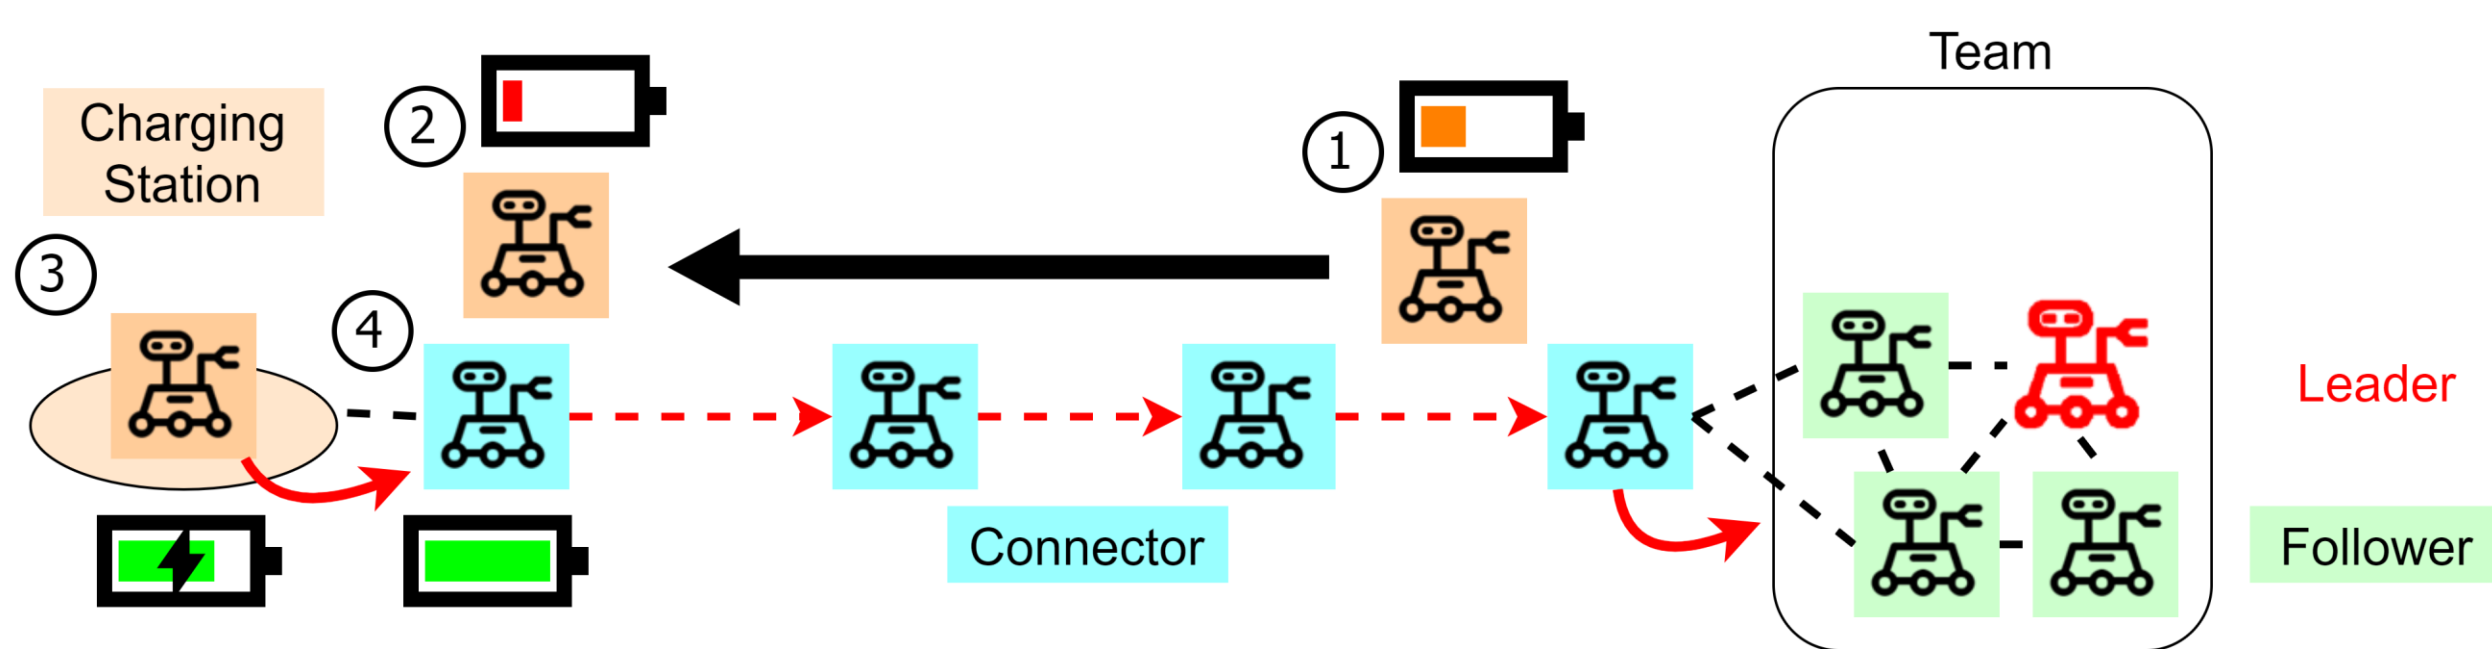 Team
Charging
Station
2
1
3
4
Leader
Connector
Follower